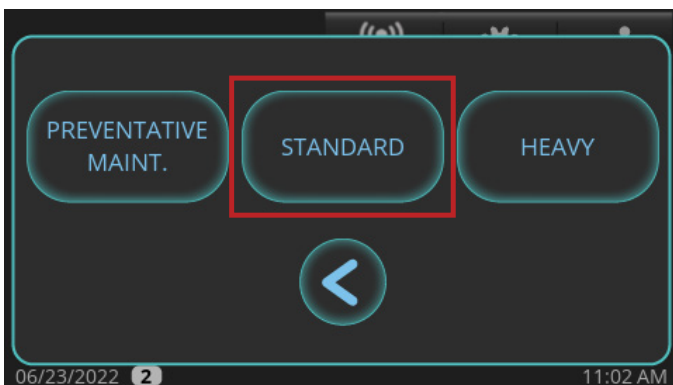 PREVENTATIVE
MAINT.
STANDARD
HEAVY
06/23/2022 2
11:02 AM